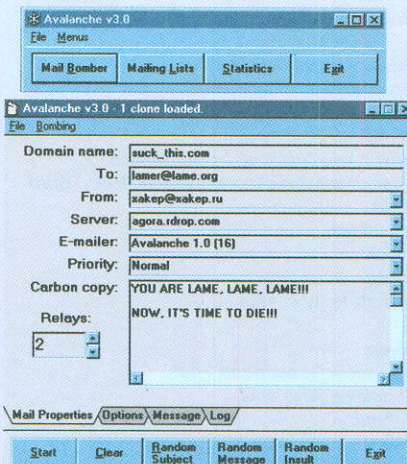 Avalanche v3.0
File Menus
Mail Bomber Mailing Lists Statistics Exit
Avalanche v3.0 - 1 clone loaded.
File Bombing
Domain name: suck_this.com
To: lamer@lame.org
From: xakep@xakep.ru
Server: agora.rdrop.com
E-mailer: Avalanche 1.0 (16)
Priority: Normal
Carbon copy: YOU ARE LAME, LAME, LAME!!!
NOW, IT'S TIME TO DIE!!!
Relays:
2
Mail Properties Options Message Log
Start Clear Random Subject Random Message Random Insult Exit